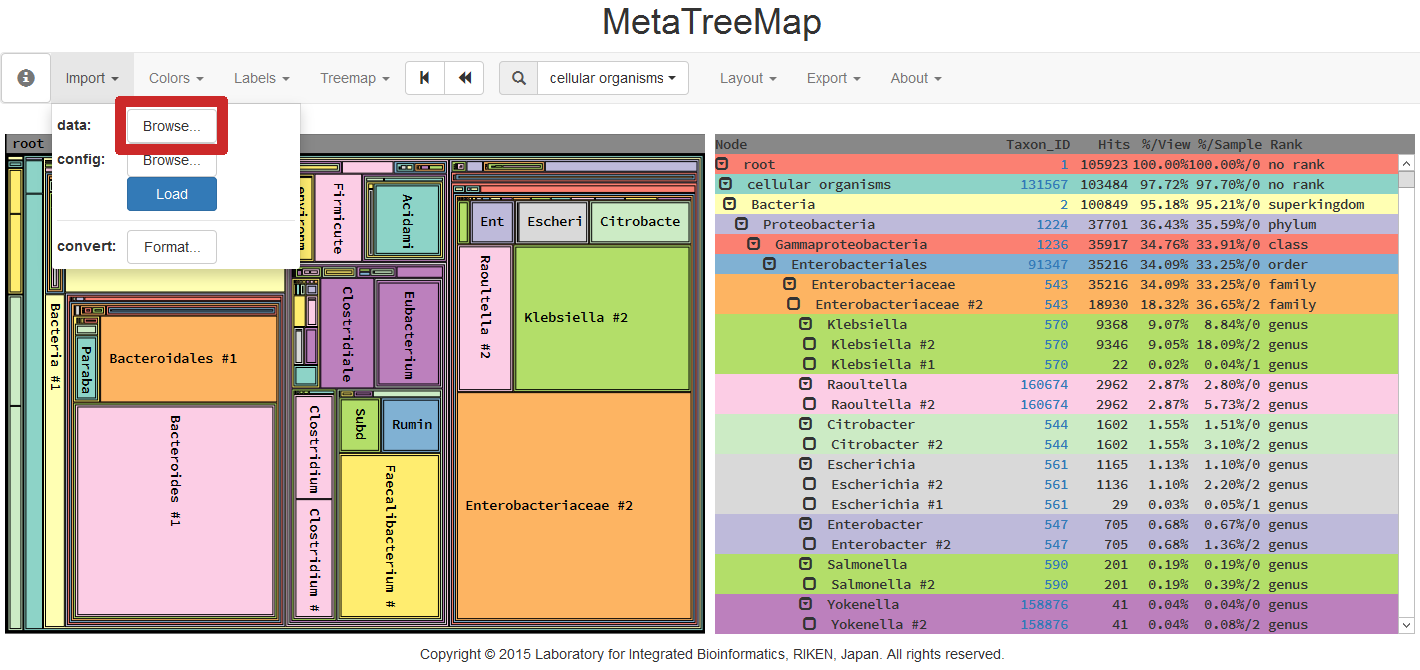 MetaTreeMap
Import Colors Labels Treemap cellular organisms Layout Export About
data: Browse...
config: Browse...
Load
convert: Format...
root
environm
Firmicute
Acidami
Ent
Escheri
Citrobacte
Raoultella #2
Klebsiella #2
Clostridiale
Eubacterium
Bacteria #1
Paraba
Bacteroidales #1
Bacteroides #1
Clostridium
Subd
Rumin
Clostridium #
Faecalibacterium #
Enterobacteriaceae #2
Node Taxon_ID Hits %/View %/Sample Rank
root 1 105923 100.00%100.00%/0 no rank
cellular organisms 131567 103484 97.72% 97.70%/0 no rank
Bacteria 2 100849 95.18% 95.21%/0 superkingdom
Proteobacteria 1224 37701 36.43% 35.59%/0 phylum
Gammaproteobacteria 1236 35917 34.76% 33.91%/0 class
Enterobacteriales 91347 35216 34.09% 33.25%/0 order
Enterobacteriaceae 543 35216 34.09% 33.25%/0 family
Enterobacteriaceae #2 543 18930 18.32% 36.65%/2 family
Klebsiella 570 9368 9.07% 8.84%/0 genus
Klebsiella #2 570 9346 9.05% 18.09%/2 genus
Klebsiella #1 570 22 0.02% 0.04%/1 genus
Raoultella 160674 2962 2.87% 2.80%/0 genus
Raoultella #2 160674 2962 2.87% 5.73%/2 genus
Citrobacter 544 1602 1.55% 1.51%/0 genus
Citrobacter #2 544 1602 1.55% 3.10%/2 genus
Escherichia 561 1165 1.13% 1.10%/0 genus
Escherichia #2 561 1136 1.10% 2.20%/2 genus
Escherichia #1 561 29 0.03% 0.05%/1 genus
Enterobacter 547 705 0.68% 0.67%/0 genus
Enterobacter #2 547 705 0.68% 1.36%/2 genus
Salmonella 590 201 0.19% 0.19%/0 genus
Salmonella #2 590 201 0.19% 0.39%/2 genus
Yokenella 158876 41 0.04% 0.04%/0 genus
Yokenella #2 158876 41 0.04% 0.08%/2 genus
Copyright © 2015 Laboratory for Integrated Bioinformatics, RIKEN, Japan. All rights reserved.